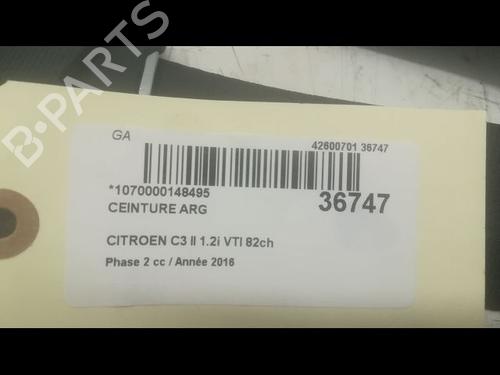 B-PARTS
GA
42600701 36747
*1070000148495
36747
CEINTURE ARG
CITROEN C3 II 1.2i VTI 82ch
Phase 2 cc / Année 2016